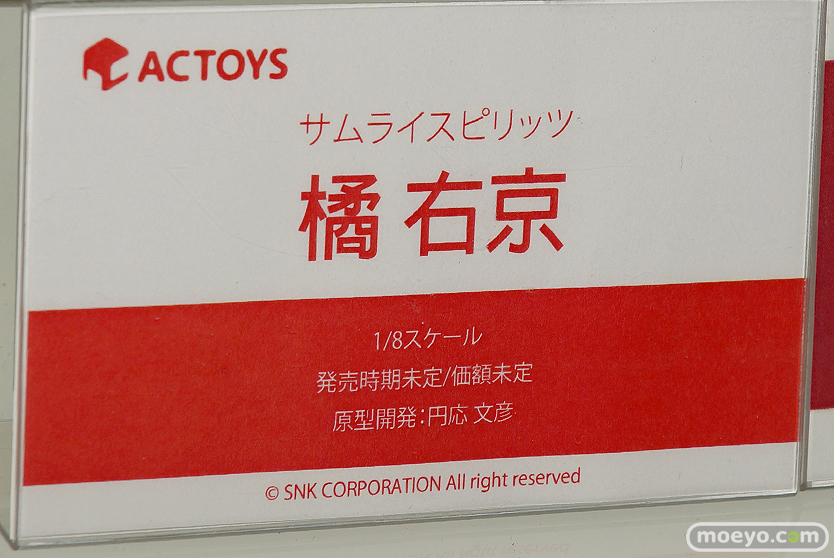 ACTOYS
サムライスピリッツ
橘 右京
1/8スケール
発売時期未定/価額未定
原型開発：円応 文彦
© SNK CORPORATION All right reserved
moeyo.com